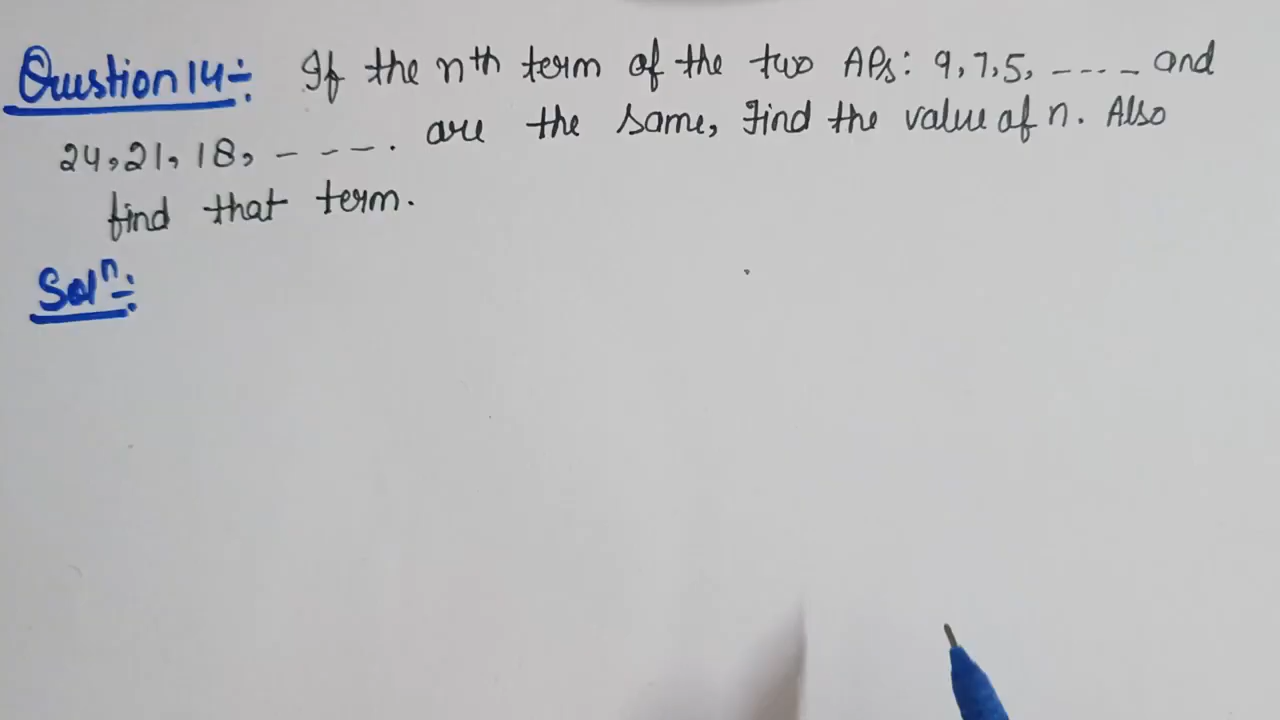 Question 14÷ If the nth term of the two APs: 9,7,5, ---- and
24,21,18, ----. are the same, find the value of n. Also
find that term.
Solⁿ÷